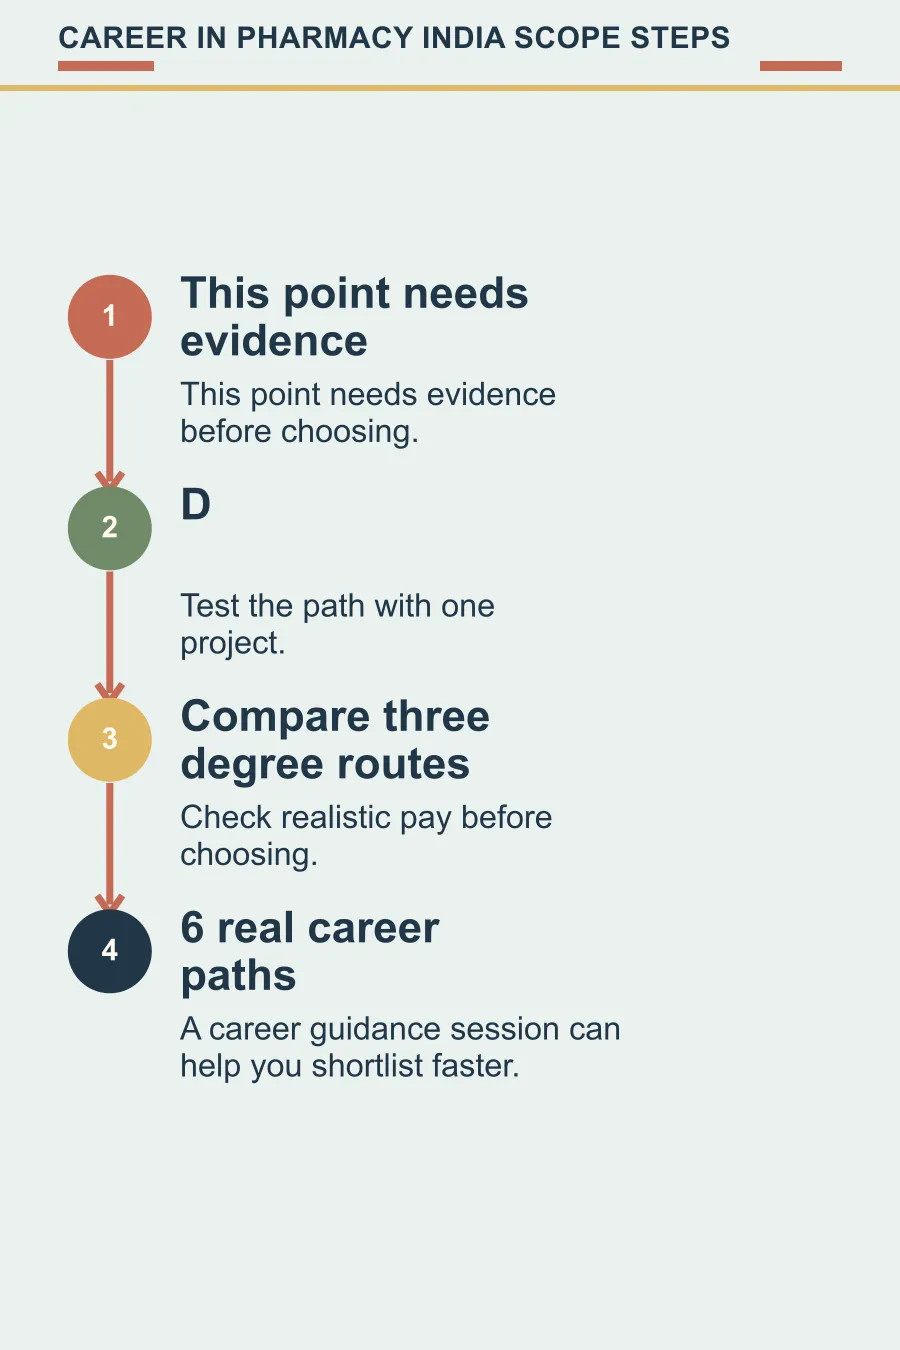 CAREER IN PHARMACY INDIA SCOPE STEPS
1
This point needs
evidence
This point needs evidence
before choosing.
2
D
Test the path with one
project.
3
Compare three
degree routes
Check realistic pay before
choosing.
4
6 real career
paths
A career guidance session can
help you shortlist faster.